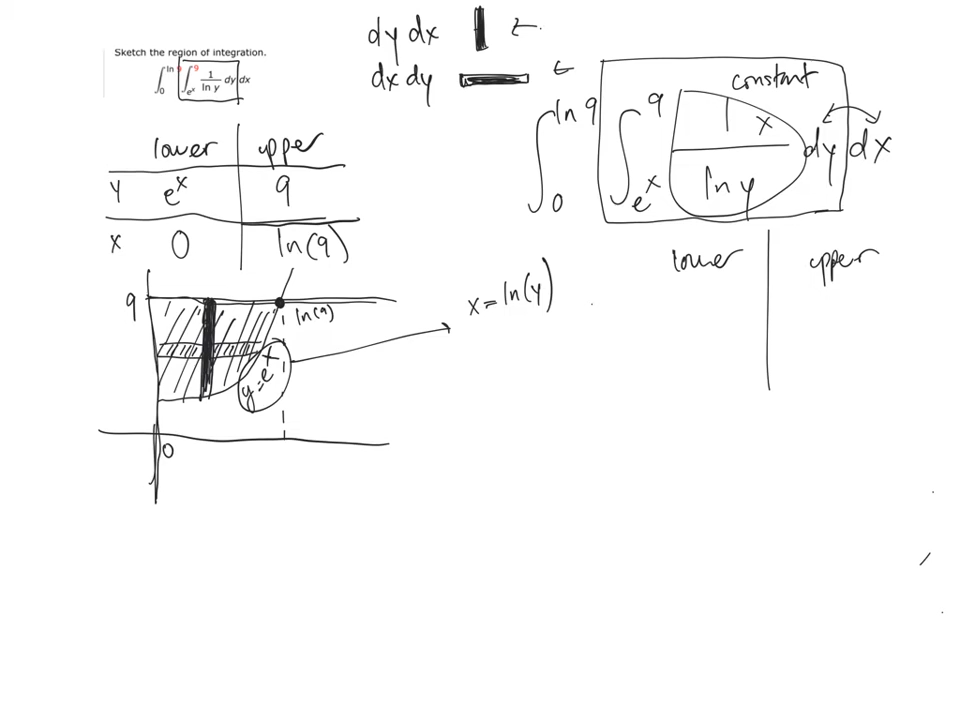 dy dx
dx dy
Sketch the region of integration.
∫_0^{ln 9} ∫_{e^x}^9 1/ln y dy dx
lower upper
y e^x 9
x 0 ln(9)
constant
∫_0^{ln 9} ∫_{e^x}^9 1/ln y x dy dx
lower upper
9
ln(9)
y=e^x
x = ln(y)
0